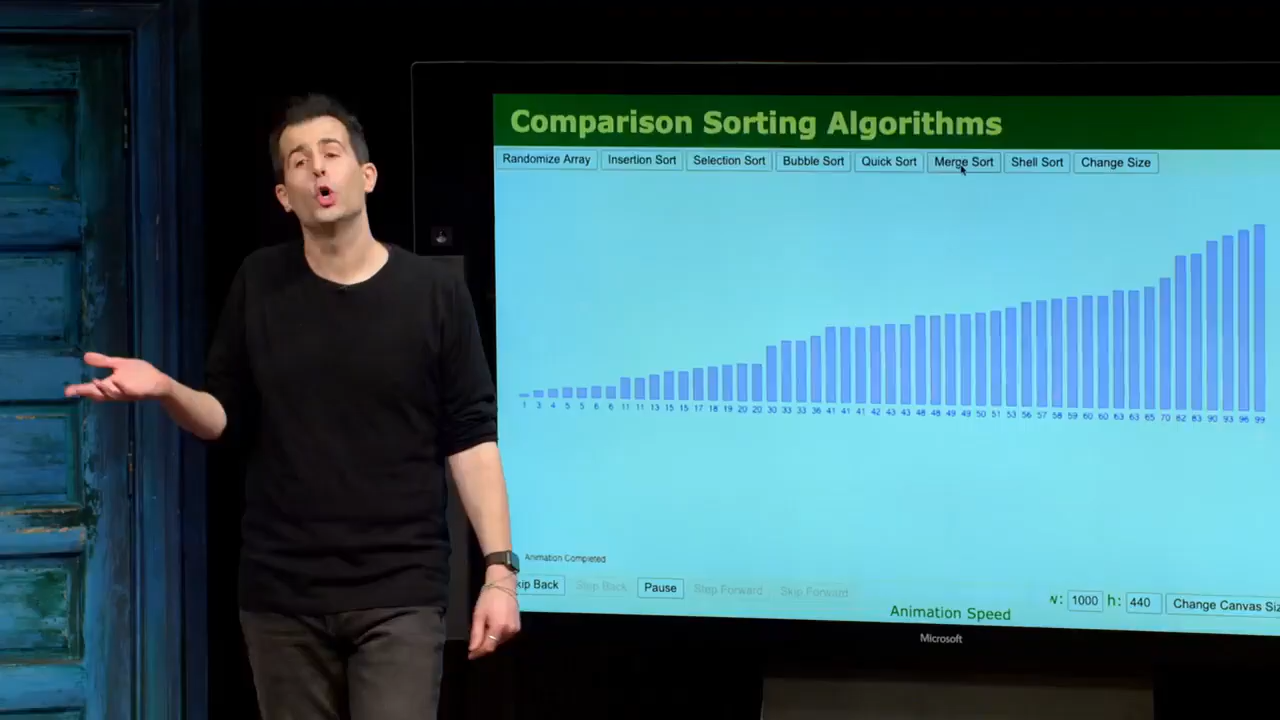 Comparison Sorting Algorithms
Randomize Array Insertion Sort Selection Sort Bubble Sort Quick Sort Merge Sort Shell Sort Change Size
1 3 4 5 5 6 6 11 11 13 15 15 17 18 19 20 20 30 33 33 36 41 41 41 42 43 43 48 48 49 49 50 51 53 56 57 58 59 60 60 63 63 65 70 82 83 90 93 96 99
Animation Completed
kip Back Step Back Pause Step Forward Skip Forward
w: 1000 h: 440 Change Canvas Siz
Animation Speed
Microsoft